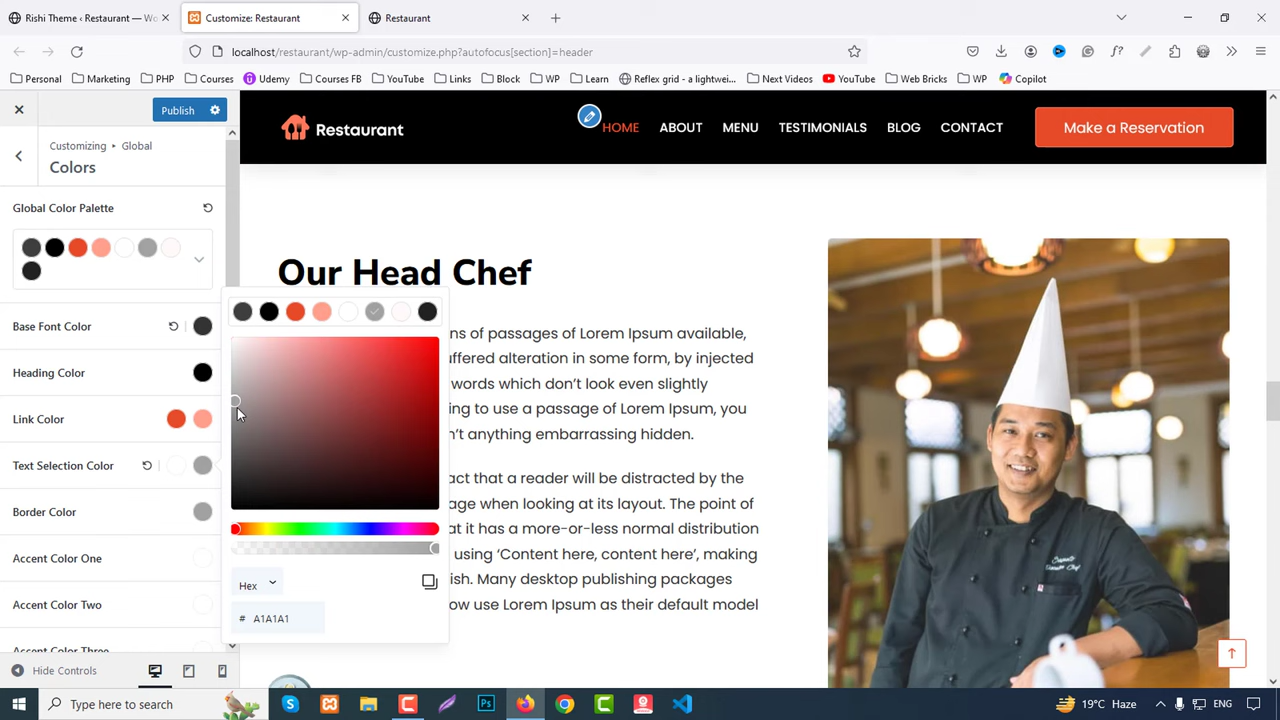 Rishi Theme ‹ Restaurant — Wo
Customize: Restaurant
Restaurant
localhost/restaurant/wp-admin/customize.php?autofocus[section]=header
Personal
Marketing
PHP
Courses
Udemy
Courses FB
YouTube
Links
Block
WP
Learn
Reflex grid - a lightwei...
Next Videos
YouTube
Web Bricks
WP
Copilot
Publish
Customizing ▸ Global
Colors
Global Color Palette
Base Font Color
Heading Color
Link Color
Text Selection Color
Border Color
Accent Color One
Accent Color Two
Accent Color Three
Hide Controls
Hex
# A1A1A1
Restaurant
HOME
ABOUT
MENU
TESTIMONIALS
BLOG
CONTACT
Make a Reservation
Our Head Chef
ns of passages of Lorem Ipsum available,
uffered alteration in some form, by injected
words which don’t look even slightly
ing to use a passage of Lorem Ipsum, you
n’t anything embarrassing hidden.
act that a reader will be distracted by the
age when looking at its layout. The point of
at it has a more-or-less normal distribution
using ‘Content here, content here’, making
ish. Many desktop publishing packages
ow use Lorem Ipsum as their default model
Type here to search
19°C Haze
ENG